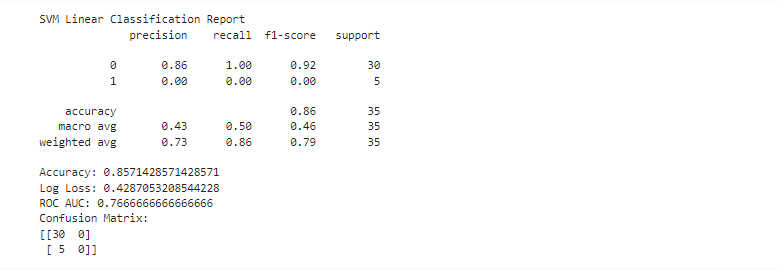 SVM Linear Classification Report
precision recall f1-score support
0 0.86 1.00 0.92 30
1 0.00 0.00 0.00 5
accuracy 0.86 35
macro avg 0.43 0.50 0.46 35
weighted avg 0.73 0.86 0.79 35
Accuracy: 0.8571428571428571
Log Loss: 0.4287053208544228
ROC AUC: 0.7666666666666666
Confusion Matrix:
[[30 0]
[ 5 0]]